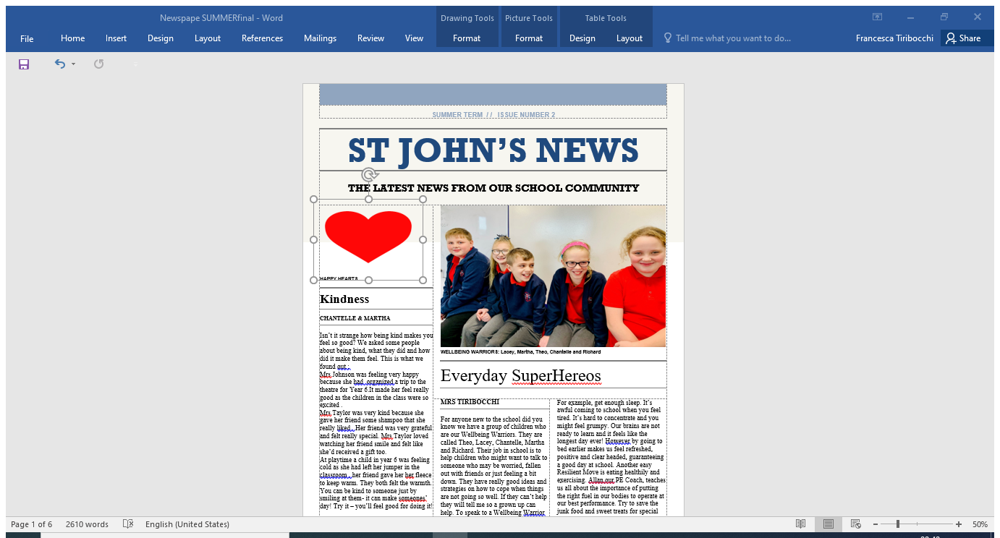 Newspape SUMMERfinal - Word
Drawing Tools
Picture Tools
Table Tools
File
Home
Insert
Design
Layout
References
Mailings
Review
View
Format
Format
Design
Layout
Tell me what you want to do...
Francesca Tiribocchi
Share
SUMMER TERM // ISSUE NUMBER 2
ST JOHN'S NEWS
THE LATEST NEWS FROM OUR SCHOOL COMMUNITY
HAPPY HEARTS
Kindness
CHANTELLE & MARTHA
Isn't it strange how being kind makes you
feel so good? We asked some people
about being kind, what they did and how
did it make them feel. This is what we
found out :
Mrs Johnson was feeling very happy
because she had organized a trip to the
theatre for Year 6.It made her feel really
good as the children in the class were so
excited .
Mrs Taylor was very kind because she
gave her friend some shampoo that she
really liked . Her friend was very grateful
and felt really special. Mrs Taylor loved
watching her friend smile and felt like
she'd received a gift too.
At playtime a child in year 6 was feeling
cold as she had left her jumper in the
classroom , her friend gave her her fleece
to keep warm. They both felt the warmth.
You can be kind to someone just by
smiling at them- it can make someones'
day! Try it – you'll feel good for doing it!
WELLBEING WARRIORS: Lacey, Martha, Theo, Chantelle and Richard
Everyday SuperHereos
MRS TIRIBOCCHI
For anyone new to the school did you
know we have a group of children who
are our Wellbeing Warriors. They are
called Theo, Lacey, Chantelle, Martha
and Richard. Their job in school is to
help children who might want to talk to
someone who may be worried, fallen
out with friends or just feeling a bit
down. They have really good ideas and
strategies on how to cope when things
are not going so well. If they can't help
they will tell me so a grown up can
help. To speak to a Wellbeing Warrior
For example, get enough sleep. It's
awful coming to school when you feel
tired. It's hard to concentrate and you
might feel grumpy. Our brains are not
ready to learn and it feels like the
longest day ever! However by going to
bed earlier makes us feel refreshed,
positive and clear headed, guaranteeing
a good day at school. Another easy
Resilient Move is eating healthily and
exercising. Allan our PE Coach, teaches
us all about the importance of putting
the right fuel in our bodies to operate at
our best performance. Try to save the
junk food and sweet treats for special
Page 1 of 6
2610 words
English (United States)
50%